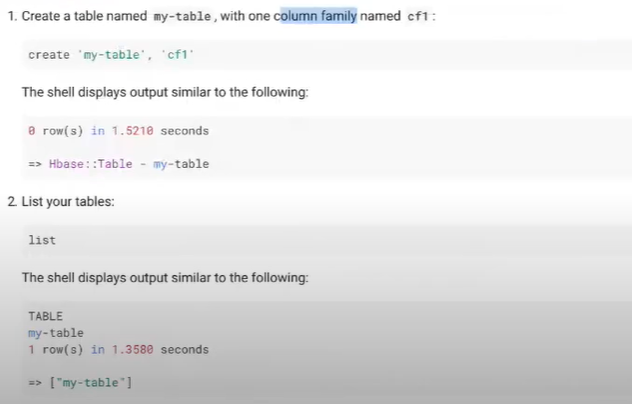 1. Create a table named my-table, with one column family named cf1:
create 'my-table', 'cf1'
The shell displays output similar to the following:
0 row(s) in 1.5210 seconds
=> Hbase::Table - my-table
2. List your tables:
list
The shell displays output similar to the following:
TABLE
my-table
1 row(s) in 1.3580 seconds
=> ["my-table"]